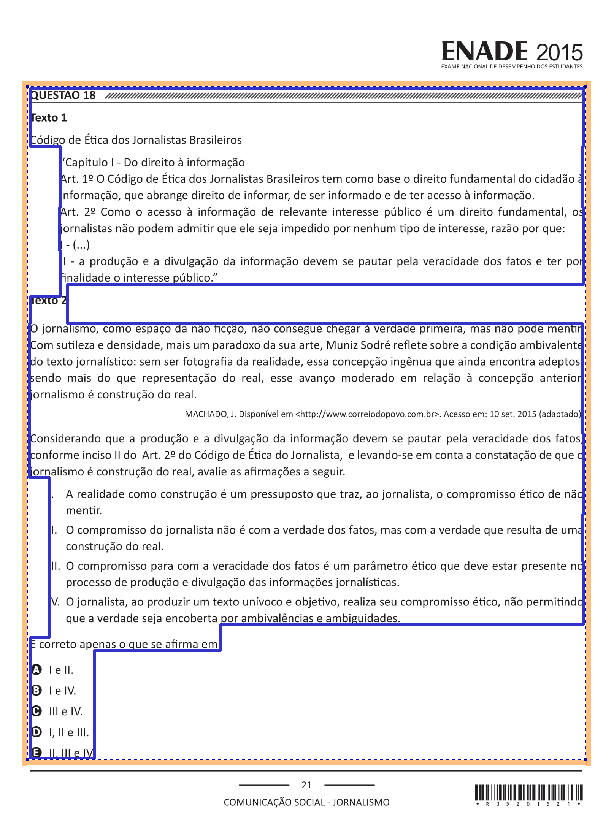 ENADE 2015
EXAME NACIONAL DE DESEMPENHO DOS ESTUDANTES
QUESTÃO 18
Texto 1
Código de Ética dos Jornalistas Brasileiros
“Capítulo I - Do direito à informação
Art. 1º O Código de Ética dos Jornalistas Brasileiros tem como base o direito fundamental do cidadão à
informação, que abrange direito de informar, de ser informado e de ter acesso à informação.
Art. 2º Como o acesso à informação de relevante interesse público é um direito fundamental, os
jornalistas não podem admitir que ele seja impedido por nenhum tipo de interesse, razão por que:
I - (...)
II - a produção e a divulgação da informação devem se pautar pela veracidade dos fatos e ter por
finalidade o interesse público.”
Texto 2
O jornalismo, como espaço da não ficção, não consegue chegar à verdade primeira, mas não pode mentir.
Com sutileza e densidade, mais um paradoxo da sua arte, Muniz Sodré reflete sobre a condição ambivalente
do texto jornalístico: sem ser fotografia da realidade, essa concepção ingênua que ainda encontra adeptos,
sendo mais do que representação do real, esse avanço moderado em relação à concepção anterior,
jornalismo é construção do real.
MACHADO, J. Disponível em <http://www.correiodopovo.com.br>. Acesso em: 10 set. 2015 (adaptado).
Considerando que a produção e a divulgação da informação devem se pautar pela veracidade dos fatos,
conforme inciso II do Art. 2º do Código de Ética do Jornalista, e levando-se em conta a constatação de que o
jornalismo é construção do real, avalie as afirmações a seguir.
I. A realidade como construção é um pressuposto que traz, ao jornalista, o compromisso ético de não
mentir.
II. O compromisso do jornalista não é com a verdade dos fatos, mas com a verdade que resulta de uma
construção do real.
III. O compromisso para com a veracidade dos fatos é um parâmetro ético que deve estar presente no
processo de produção e divulgação das informações jornalísticas.
IV. O jornalista, ao produzir um texto unívoco e objetivo, realiza seu compromisso ético, não permitindo
que a verdade seja encoberta por ambivalências e ambiguidades.
É correto apenas o que se afirma em
A I e II.
B I e IV.
C III e IV.
D I, II e III.
E II, III e IV.
21
COMUNICAÇÃO SOCIAL - JORNALISMO
*R3520152​1*